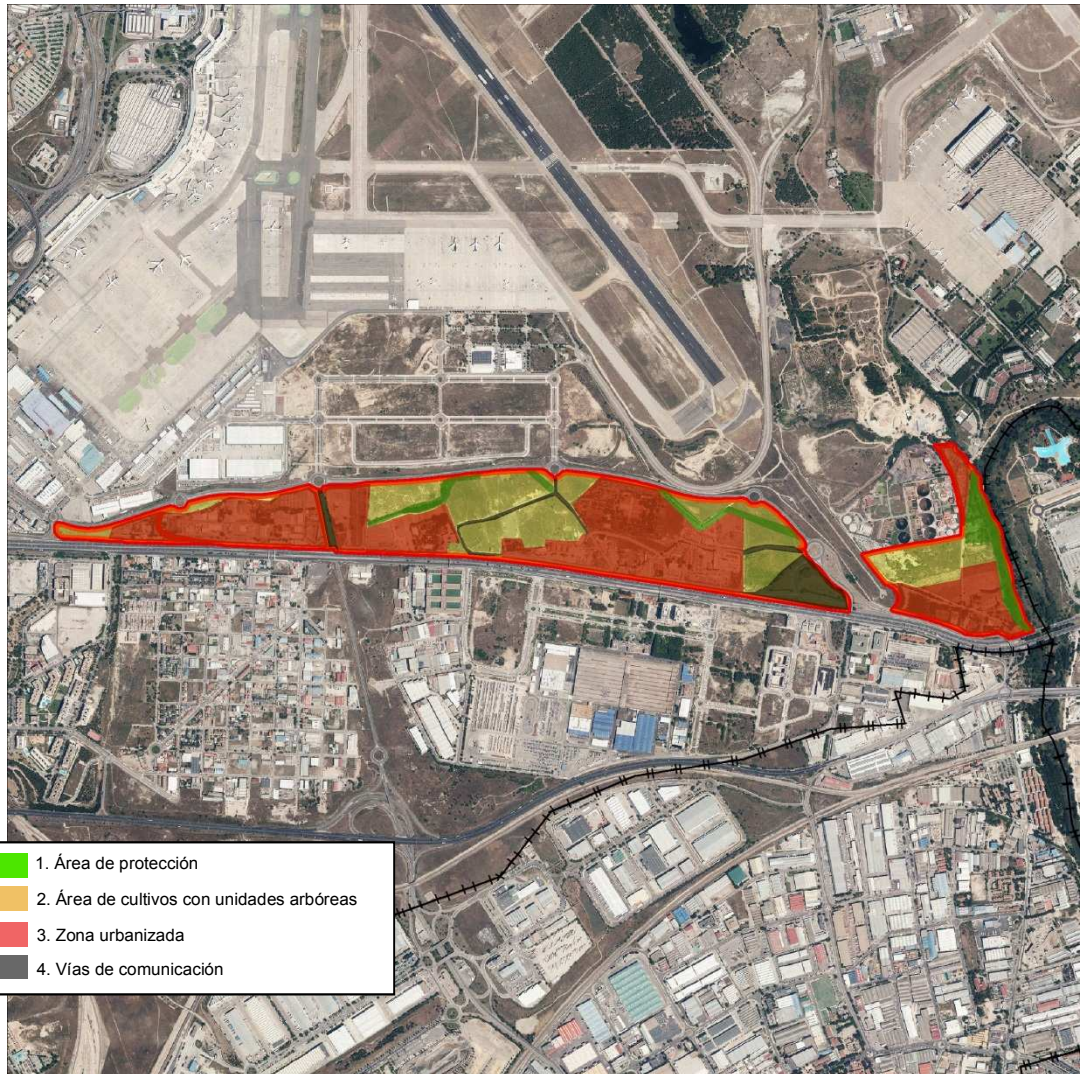 1. Área de protección
2. Área de cultivos con unidades arbóreas
3. Zona urbanizada
4. Vías de comunicación